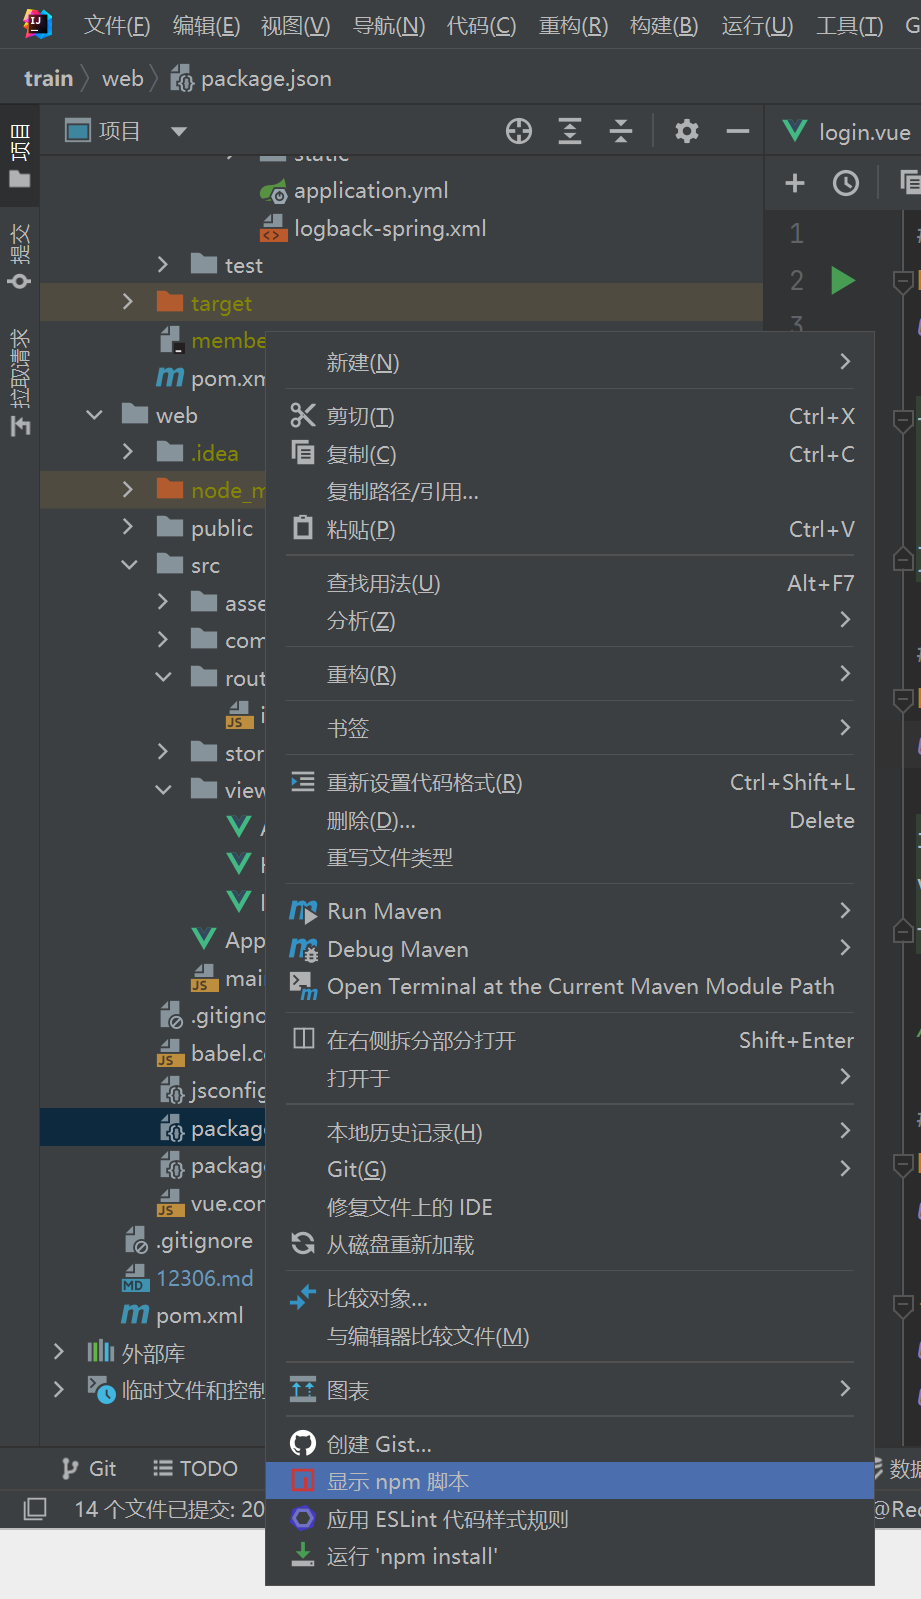 文件(F) 编辑(E) 视图(V) 导航(N) 代码(C) 重构(R) 构建(B) 运行(U) 工具(T) G
train web package.json
项目
login.vue
项目
提交
拉取请求
static
application.yml
logback-spring.xml
test
target
membe
pom.xm
web
.idea
node_m
public
src
asse
com
rout
i
stor
view
App
mai
.gitigno
babel.co
jsconfig
package
package
vue.con
.gitignore
12306.md
pom.xml
外部库
临时文件和控制
1
2
3
新建(N)
剪切(T) Ctrl+X
复制(C) Ctrl+C
复制路径/引用...
粘贴(P) Ctrl+V
查找用法(U) Alt+F7
分析(Z)
重构(R)
书签
重新设置代码格式(R) Ctrl+Shift+L
删除(D)... Delete
重写文件类型
Run Maven
Debug Maven
Open Terminal at the Current Maven Module Path
在右侧拆分部分打开 Shift+Enter
打开于
本地历史记录(H)
Git(G)
修复文件上的 IDE
从磁盘重新加载
比较对象...
与编辑器比较文件(M)
图表
创建 Gist...
显示 npm 脚本
应用 ESLint 代码样式规则
运行 'npm install'
Git TODO 数据
14 个文件已提交: 20 @Rec